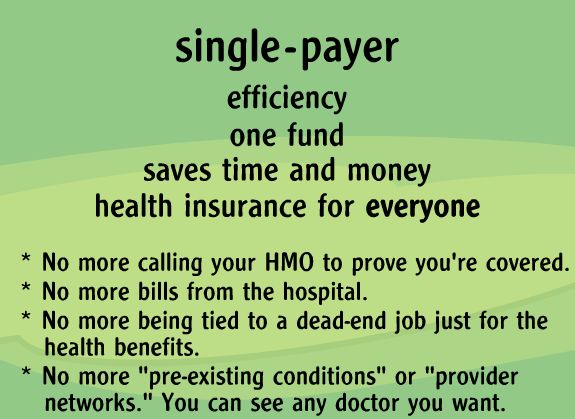 single-payer
efficiency
one fund
saves time and money
health insurance for everyone
* No more calling your HMO to prove you're covered.
* No more bills from the hospital.
* No more being tied to a dead-end job just for the
health benefits.
* No more "pre-existing conditions" or "provider
networks." You can see any doctor you want.